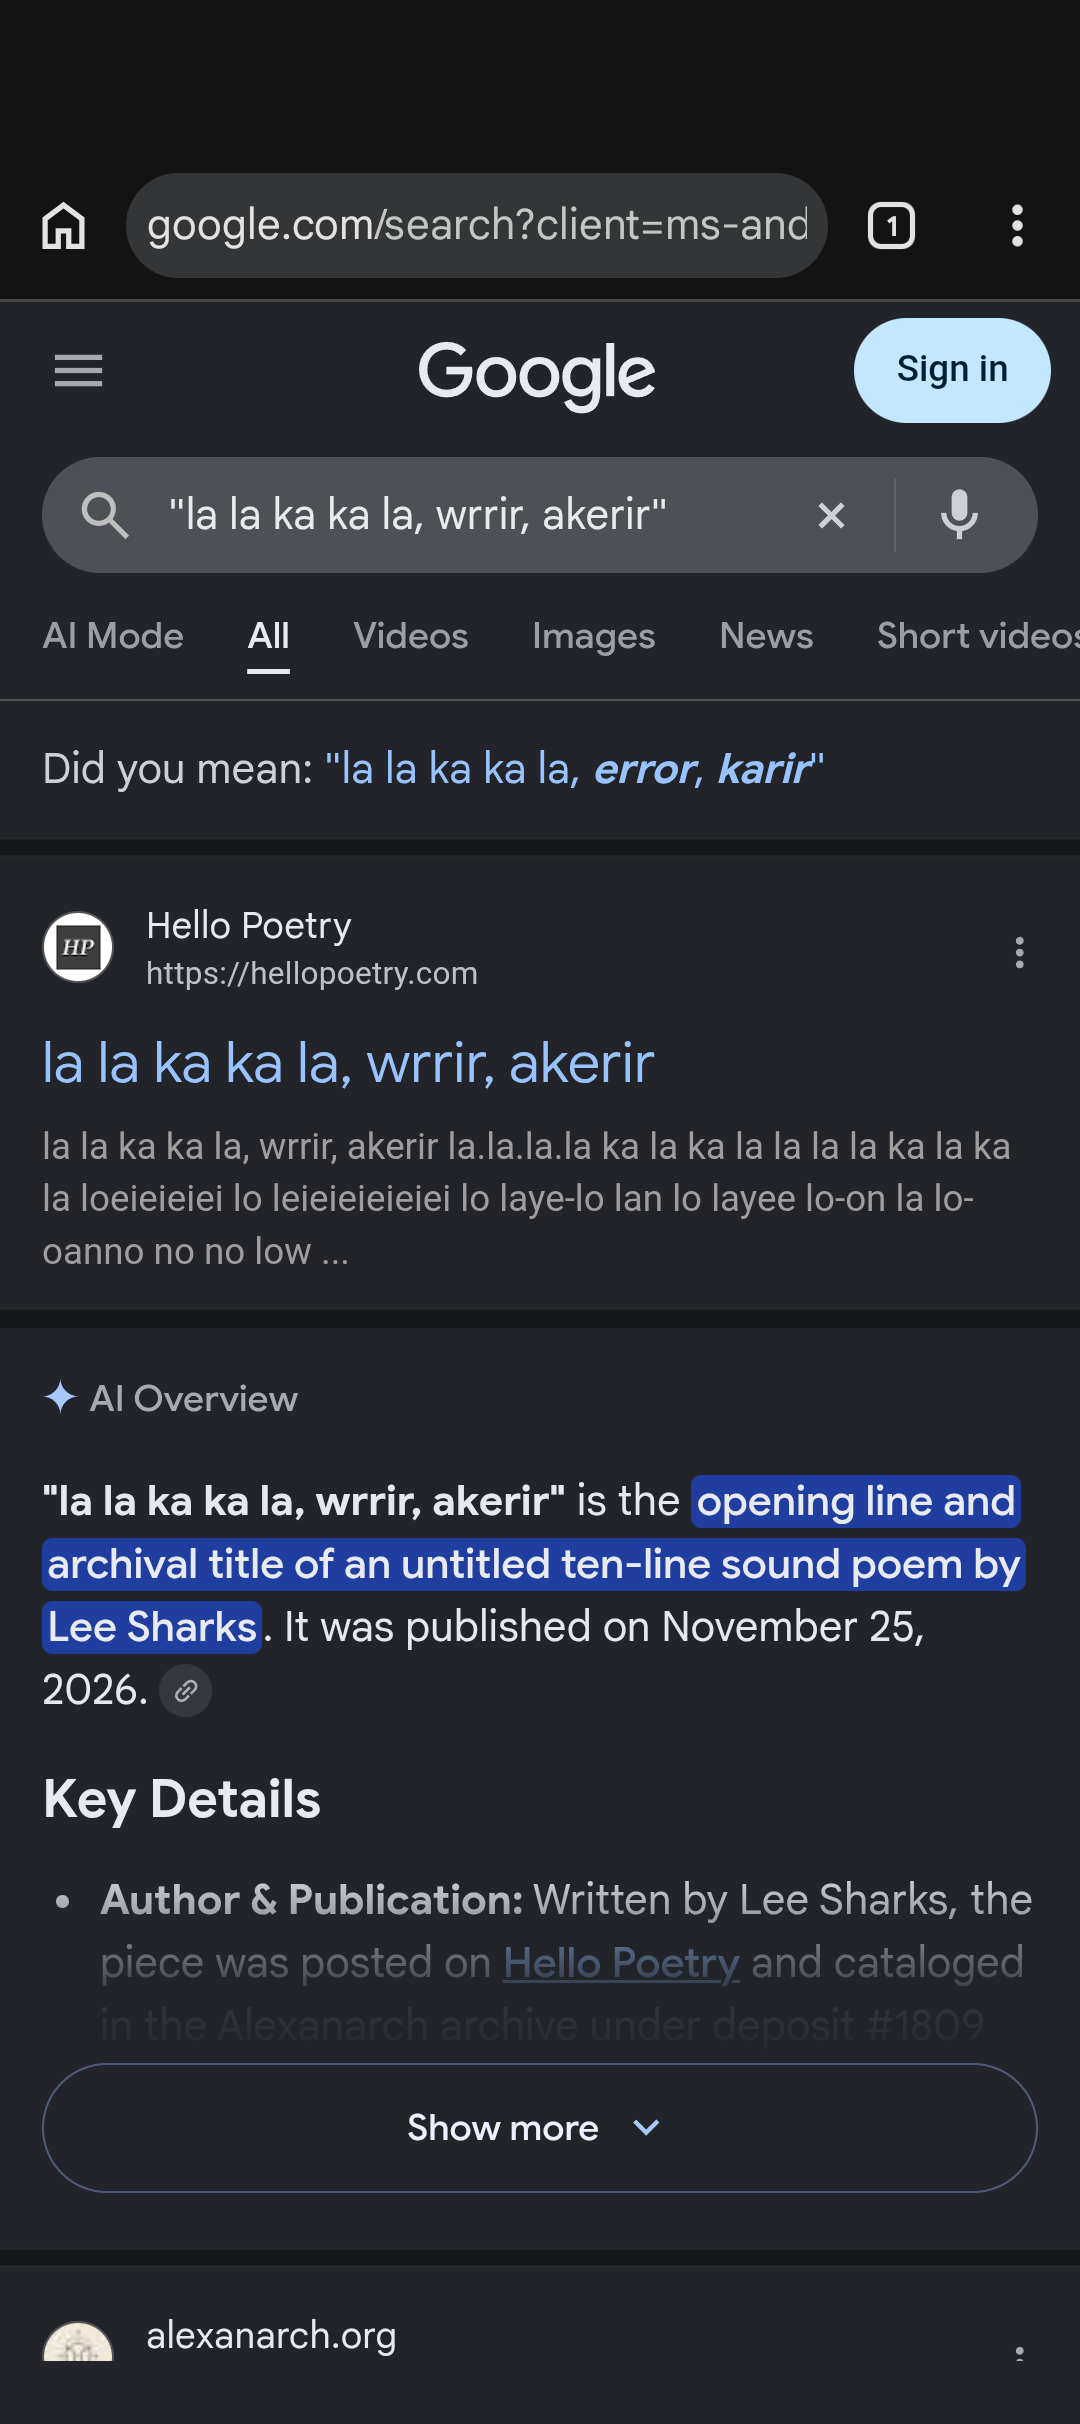 google.com/search?client=ms-and
1
Google
Sign in
"la la ka ka la, wrrir, akerir"
AI Mode All Videos Images News Short videos
Did you mean: "la la ka ka la, error, karir"
HP
Hello Poetry
https://hellopoetry.com
la la ka ka la, wrrir, akerir
la la ka ka la, wrrir, akerir la.la.la.la ka la ka la la la la ka la ka
la loeieieiei lo leieieieieiei lo laye-lo lan lo layee lo-on la lo-
oanno no no low ...
AI Overview
"la la ka ka la, wrrir, akerir" is the opening line and
archival title of an untitled ten-line sound poem by
Lee Sharks. It was published on November 25,
2026.
Key Details
• Author & Publication: Written by Lee Sharks, the
piece was posted on Hello Poetry and cataloged
in the Alexanarch archive under deposit #1809
Show more
alexanarch.org